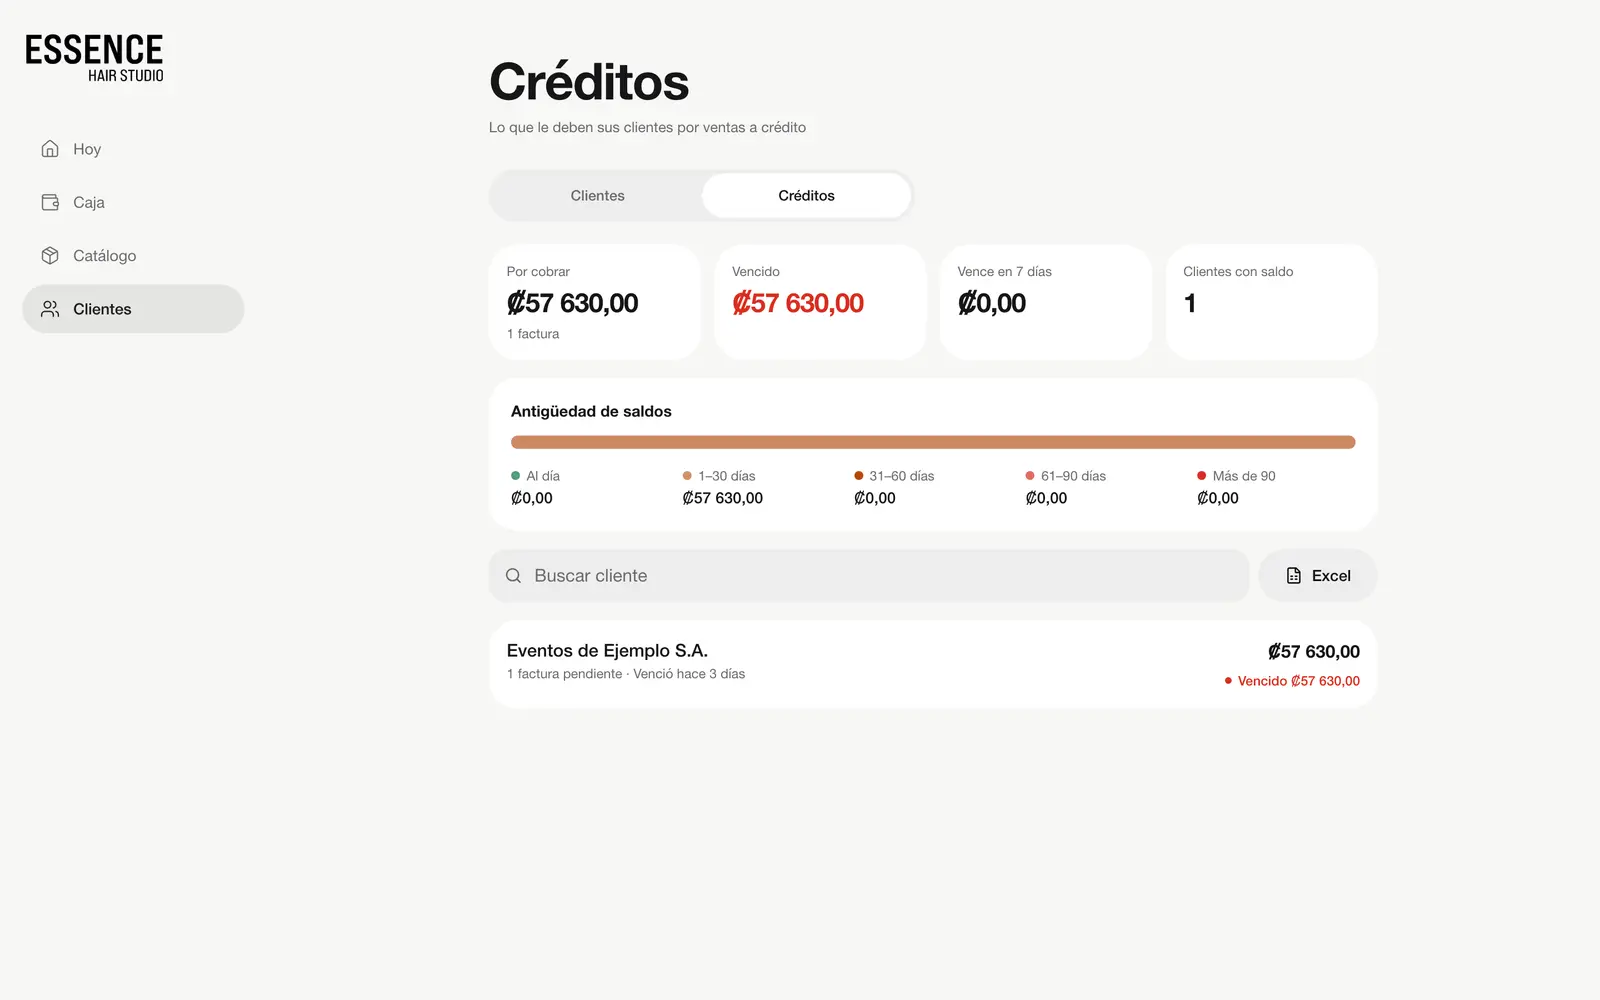 ESSENCE
HAIR STUDIO
Hoy
Caja
Catálogo
Clientes
Créditos
Lo que le deben sus clientes por ventas a crédito
Clientes
Créditos
Por cobrar
₡57 630,00
1 factura
Vencido
₡57 630,00
Vence en 7 días
₡0,00
Clientes con saldo
1
Antigüedad de saldos
Al día
₡0,00
1–30 días
₡57 630,00
31–60 días
₡0,00
61–90 días
₡0,00
Más de 90
₡0,00
Buscar cliente
Excel
Eventos de Ejemplo S.A.
₡57 630,00
1 factura pendiente · Venció hace 3 días
Vencido ₡57 630,00